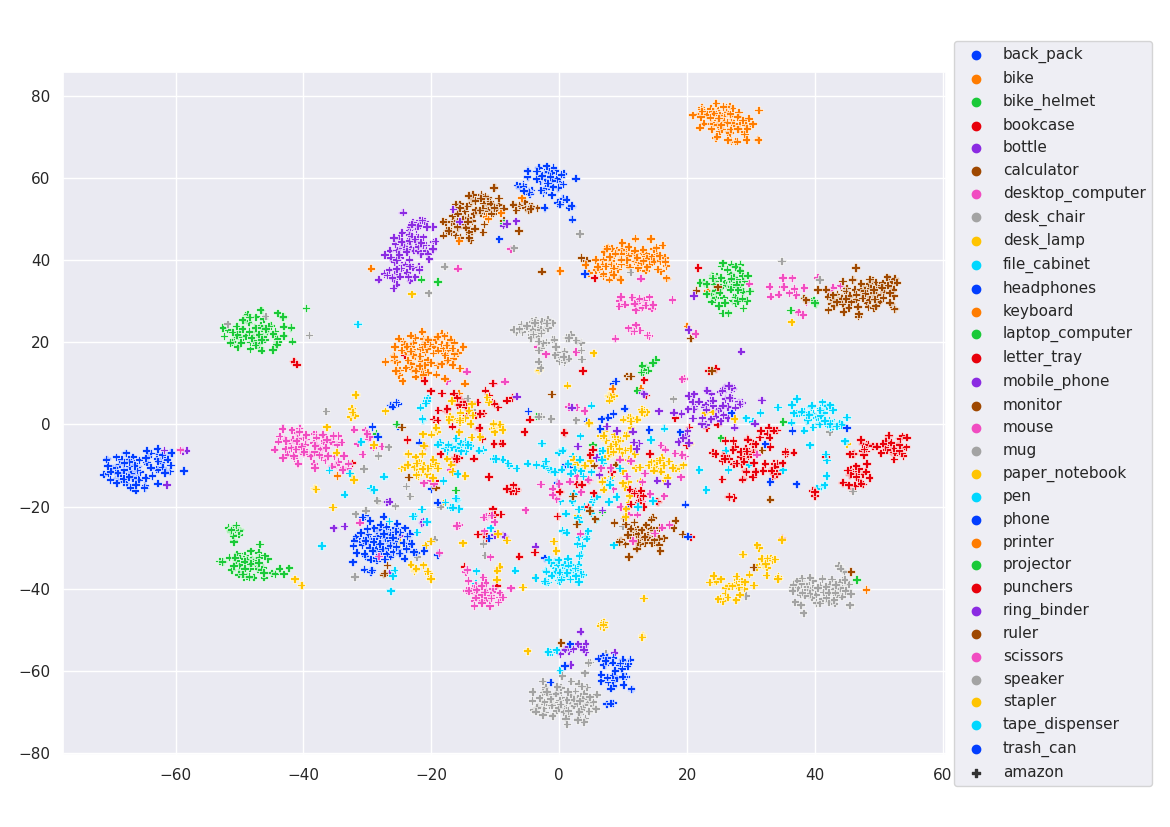 80
60
40
20
0
−20
−40
−60
−80
−60
−40
−20
0
20
40
60
back_pack
bike
bike_helmet
bookcase
bottle
calculator
desktop_computer
desk_chair
desk_lamp
file_cabinet
headphones
keyboard
laptop_computer
letter_tray
mobile_phone
monitor
mouse
mug
paper_notebook
pen
phone
printer
projector
punchers
ring_binder
ruler
scissors
speaker
stapler
tape_dispenser
trash_can
amazon